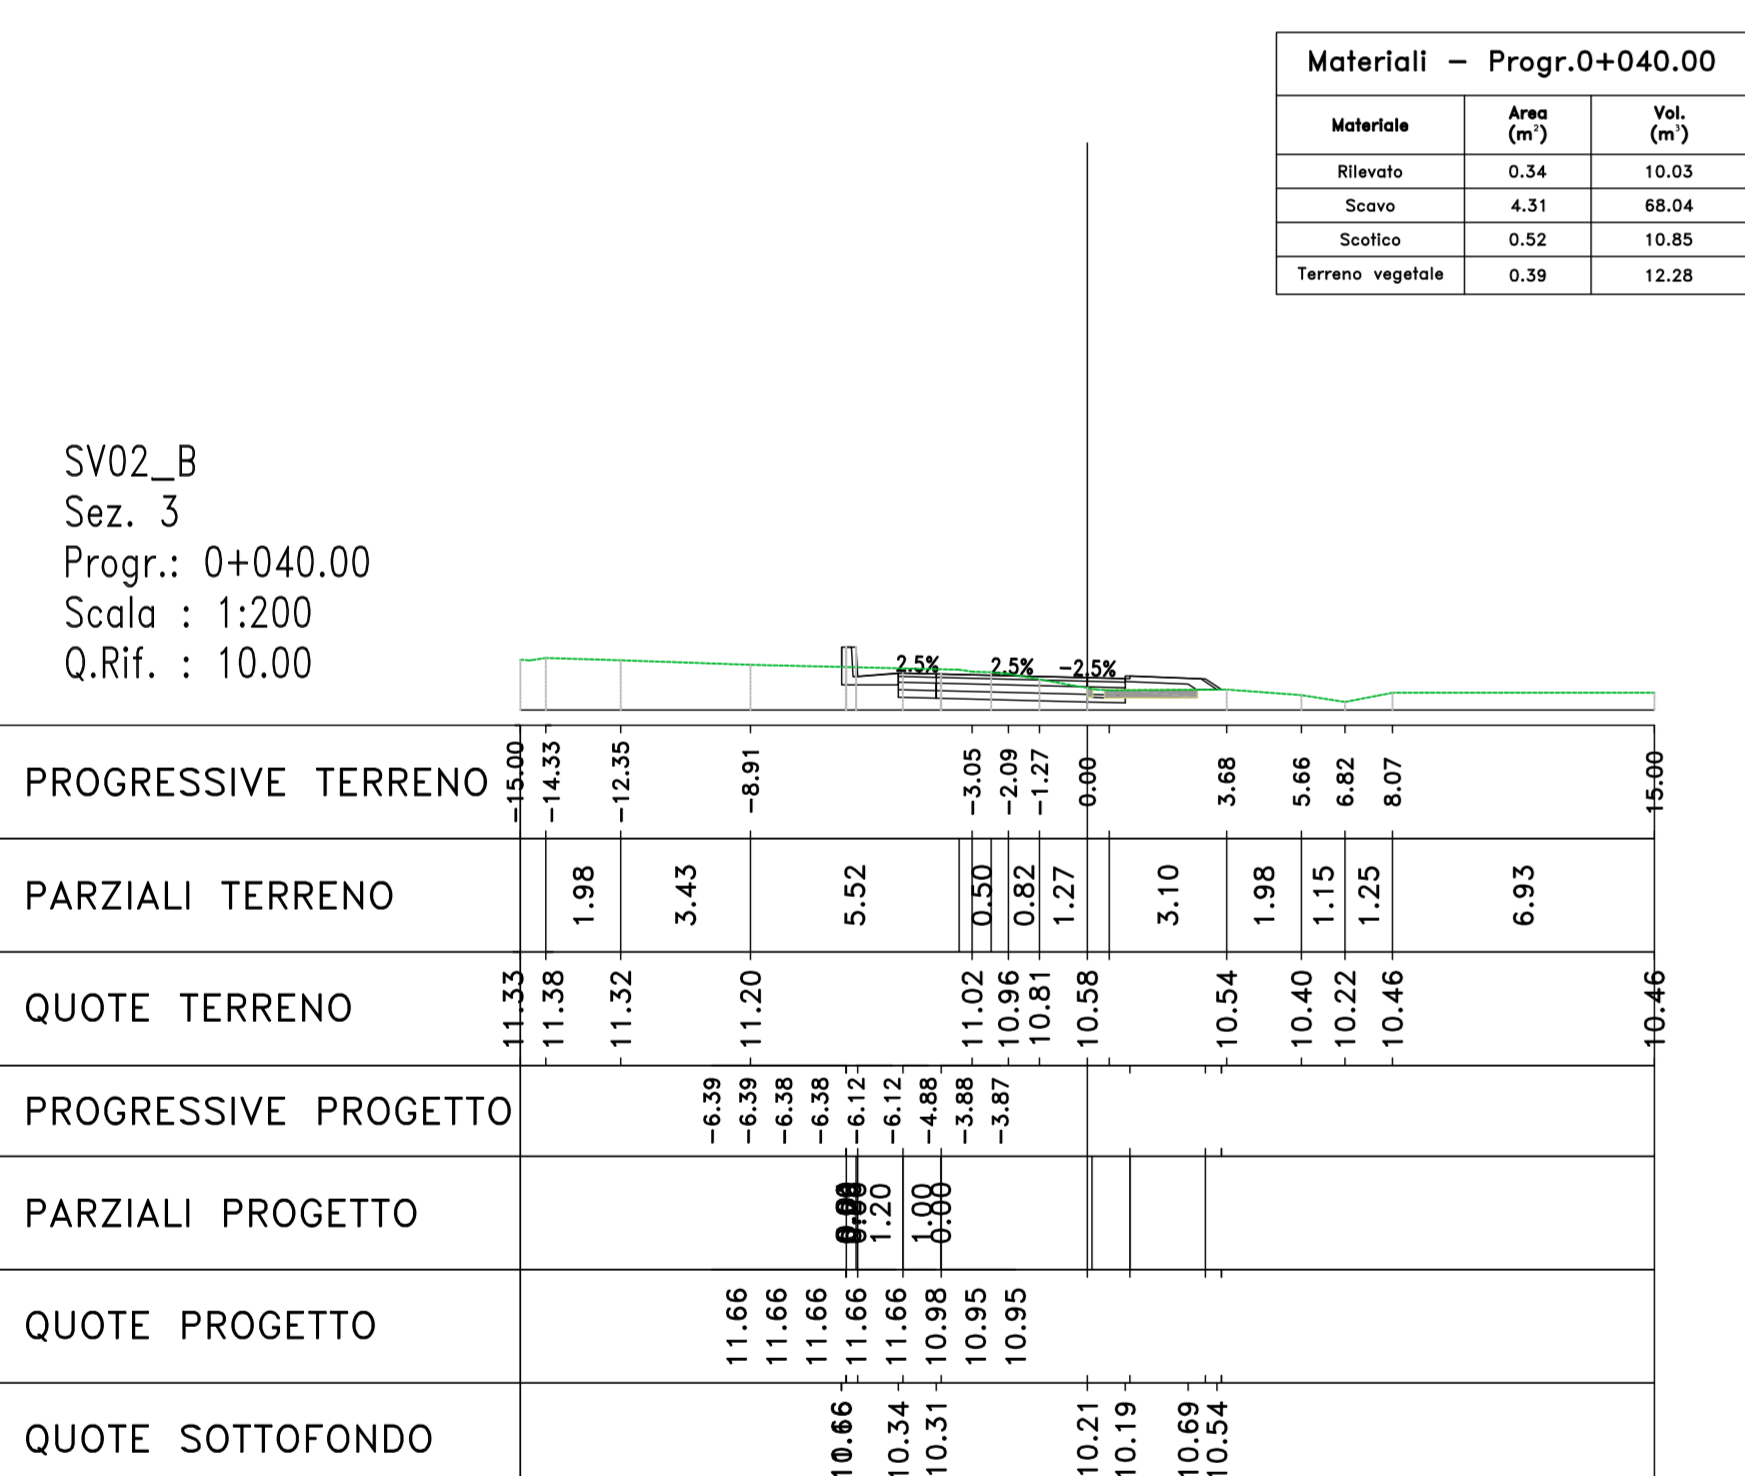 Materiali - Progr.0+040.00
Materiale Area (m²) Vol. (m³)
Rilevato 0.34 10.03
Scavo 4.31 68.04
Scotico 0.52 10.85
Terreno vegetale 0.39 12.28
SV02_B
Sez. 3
Progr.: 0+040.00
Scala : 1:200
Q.Rif. : 10.00
2.5% 2.5% -2.5%
PROGRESSIVE TERRENO -15.00 -14.33 -12.35 -8.91 -3.05 -2.09 -1.27 0.00 3.68 5.66 6.82 8.07 15.00
PARZIALI TERRENO 1.98 3.43 5.52 0.50 0.82 1.27 3.10 1.98 1.15 1.25 6.93
QUOTE TERRENO 11.33 11.38 11.32 11.20 11.02 10.96 10.81 10.58 10.54 10.40 10.22 10.46 10.46
PROGRESSIVE PROGETTO -6.39 -6.39 -6.38 -6.38 -6.12 -6.12 -4.88 -3.88 -3.87
PARZIALI PROGETTO 1.20 1.00 0.00
QUOTE PROGETTO 11.66 11.66 11.66 11.66 11.66 10.98 10.95 10.95
QUOTE SOTTOFONDO 10.34 10.31 10.21 10.19 10.69 10.54